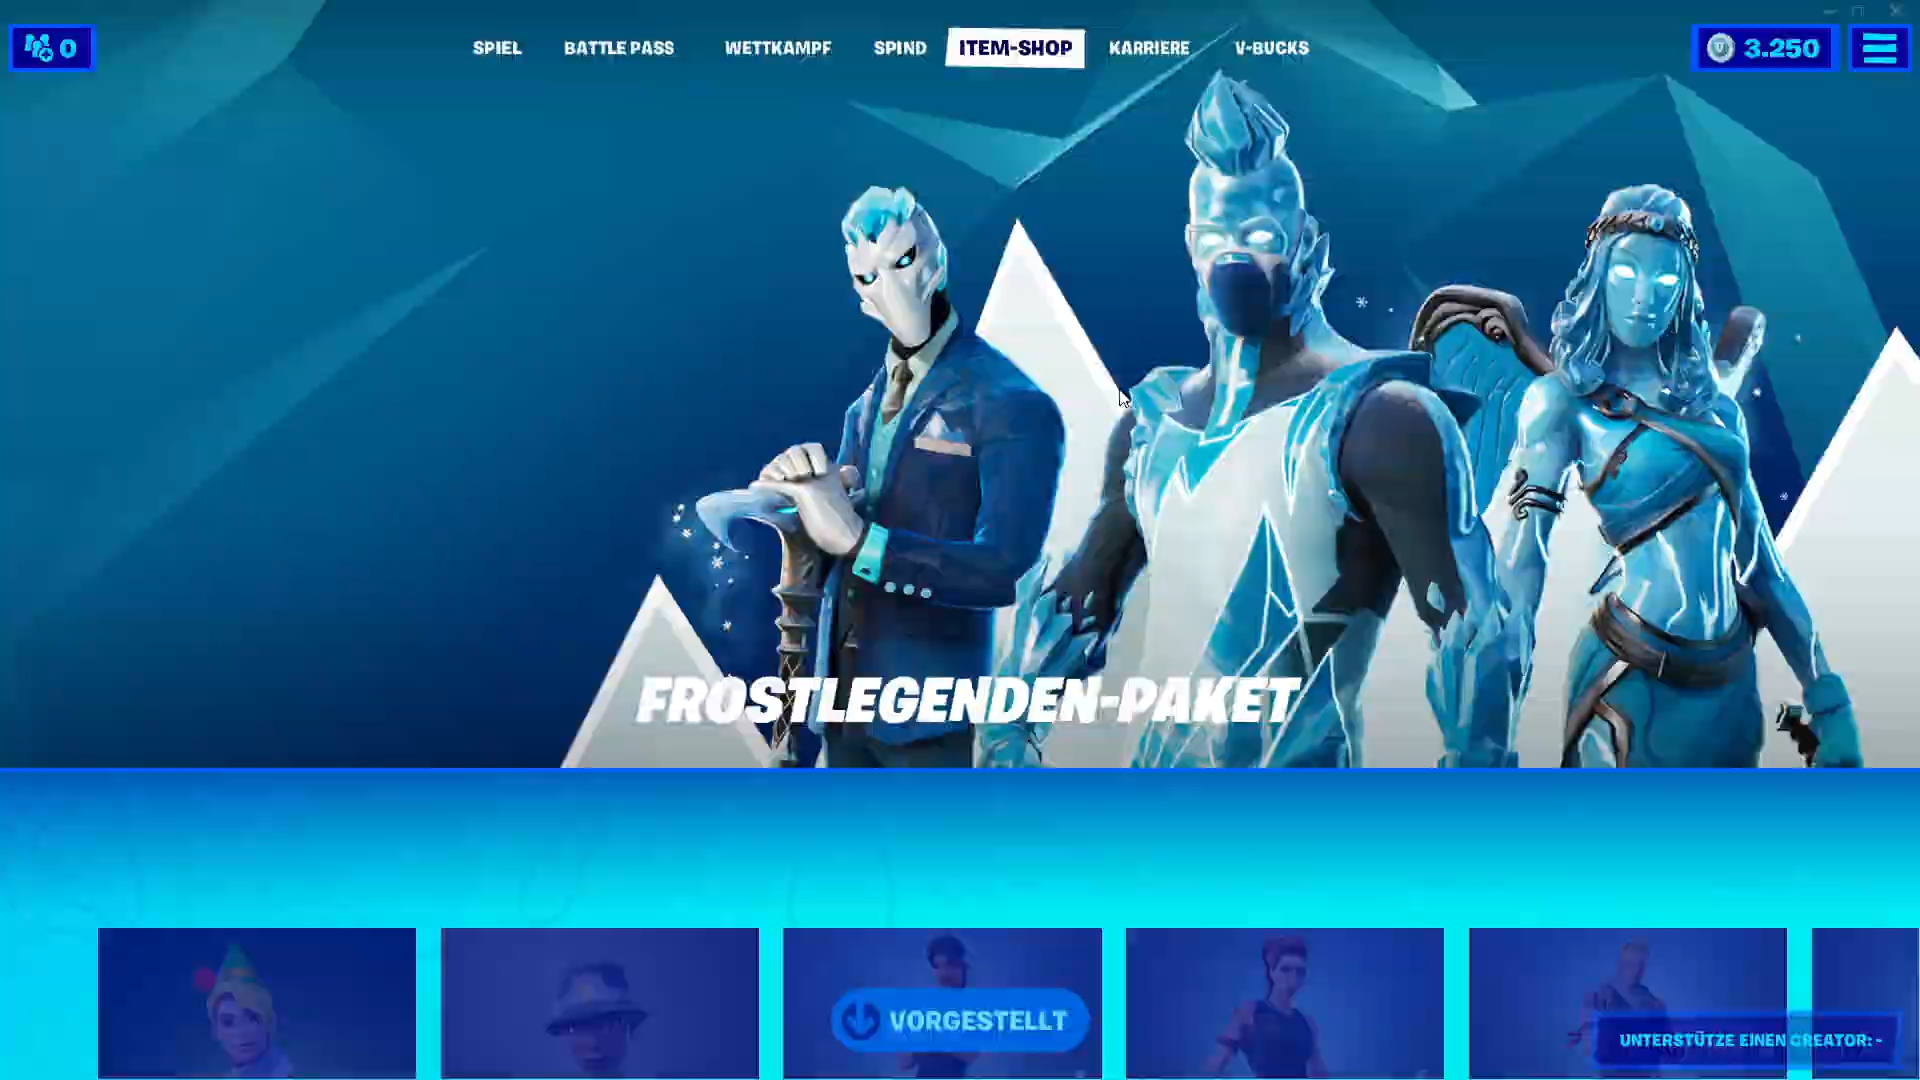 0
SPIEL
BATTLE PASS
WETTKAMPF
SPIND
ITEM-SHOP
KARRIERE
V-BUCKS
3.250
FROSTLEGENDEN-PAKET
VORGESTELLT
UNTERSTÜTZE EINEN CREATOR: -